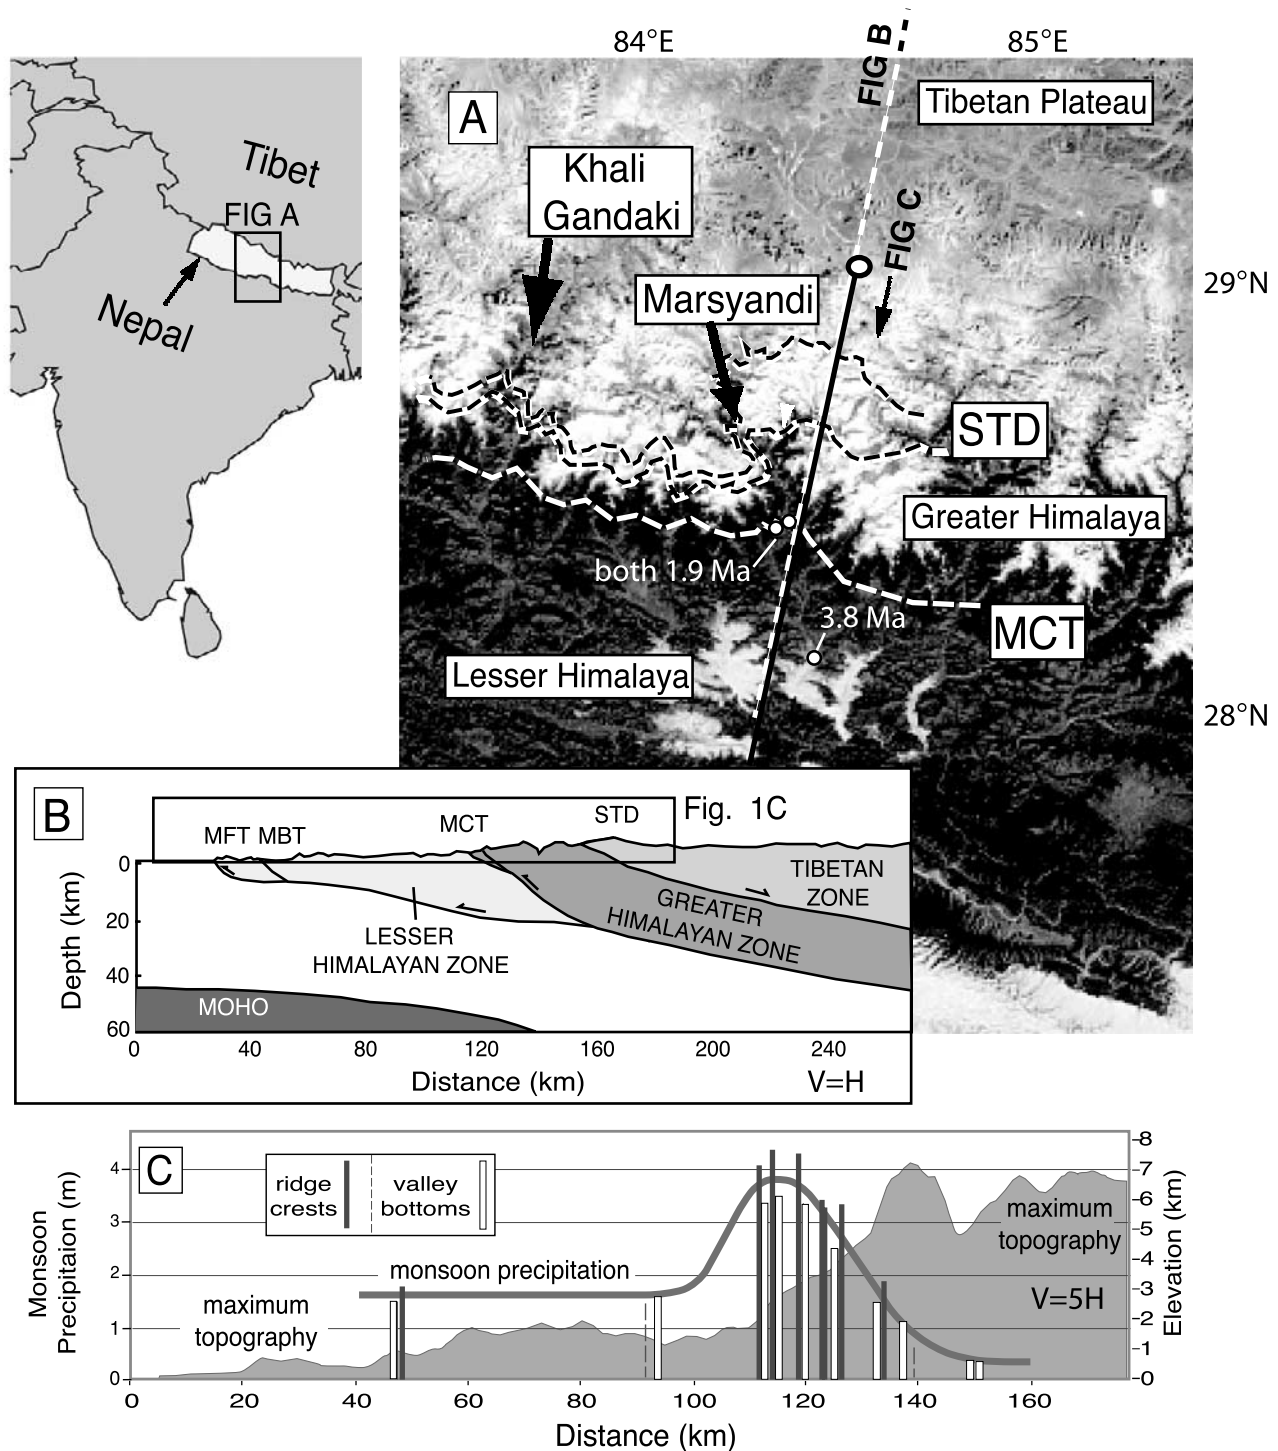 84°E
85°E
FIG B
A
Tibetan Plateau
Tibet
Khali
Gandaki
FIG A
FIG C
Marsyandi
29°N
Nepal
STD
Greater Himalaya
both 1.9 Ma
3.8 Ma
MCT
Lesser Himalaya
28°N
B
Fig. 1C
MFT MBT
MCT
STD
0
20
40
60
Depth (km)
TIBETAN
ZONE
GREATER
HIMALAYAN ZONE
LESSER
HIMALAYAN ZONE
MOHO
0 40 80 120 160 200 240
Distance (km)
V=H
C
ridge
crests
valley
bottoms
4
3
2
1
0
Monsoon
Precipitaion (m)
8
7
6
5
4
3
2
1
0
Elevation (km)
maximum
topography
monsoon precipitation
maximum
topography
V=5H
0 20 40 60 80 100 120 140 160
Distance (km)